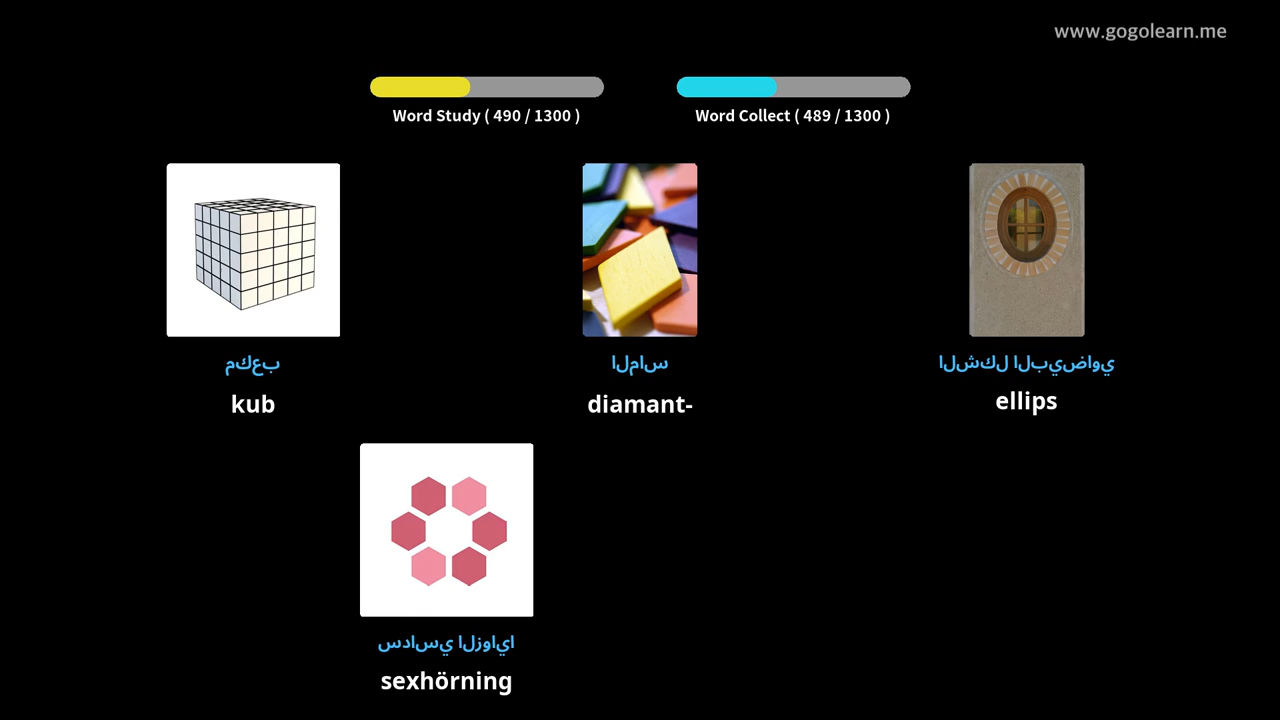 www.gogolearn.me
Word Study ( 490 / 1300 )
Word Collect ( 489 / 1300 )
مكعب
الماس
الشكل البيضاوي
kub
diamant-
ellips
سداسي الزوايا
sexhörning